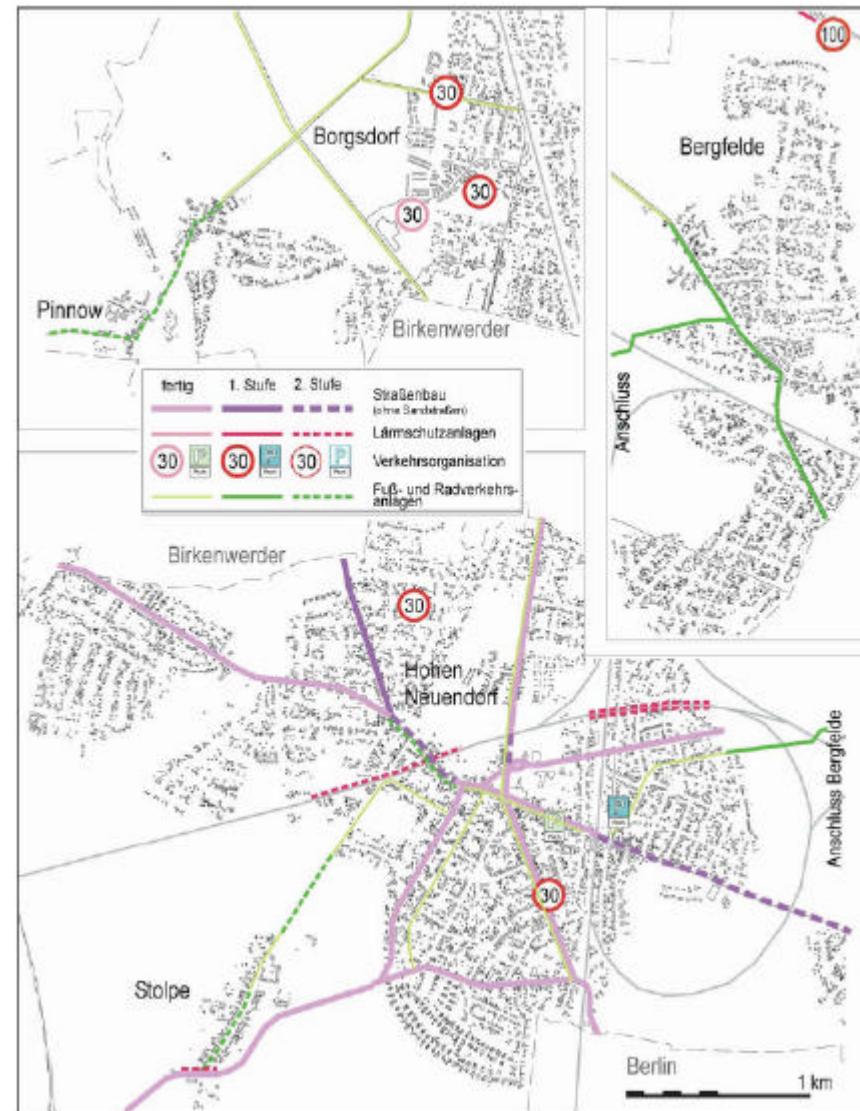 100
30
Borgsdorf
Bergfelde
30
30
Pinnow
Birkenwerder
Anschluss
fertig 1. Stufe 2. Stufe
Straßenbau
(ohne Sandstraßen)
Lärmschutzanlagen
30 30 30 Verkehrsorganisation
Fuß- und Radverkehrs-
anlagen
Birkenwerder
30
Hohen
Neuendorf
Anschluss Bergfelde
30
Stolpe
Berlin
1 km